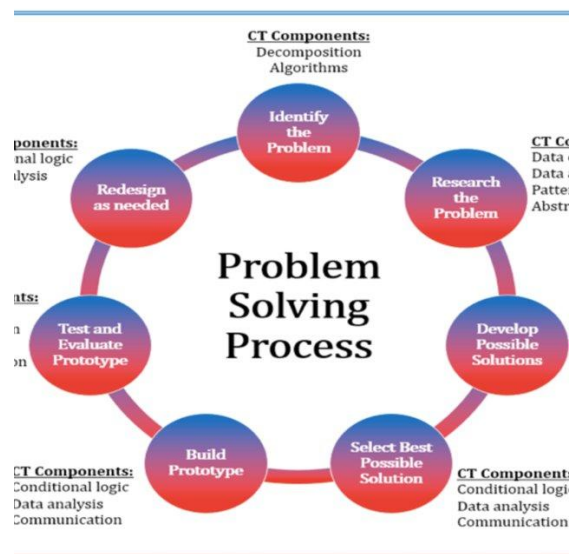 CT Components:
Decomposition
Algorithms
Identify
the
Problem
CT Co
Data
Data
Patte
Abstr
Research
the
Problem
Develop
Possible
Solutions
Select Best
Possible
Solution
CT Components:
Conditional logi
Data analysis
Communication
Build
Prototype
CT Components:
Conditional logic
Data analysis
Communication
Test and
Evaluate
Prototype
nts:
n
on
Redesign
as needed
ponents:
nal logic
lysis
Problem
Solving
Process